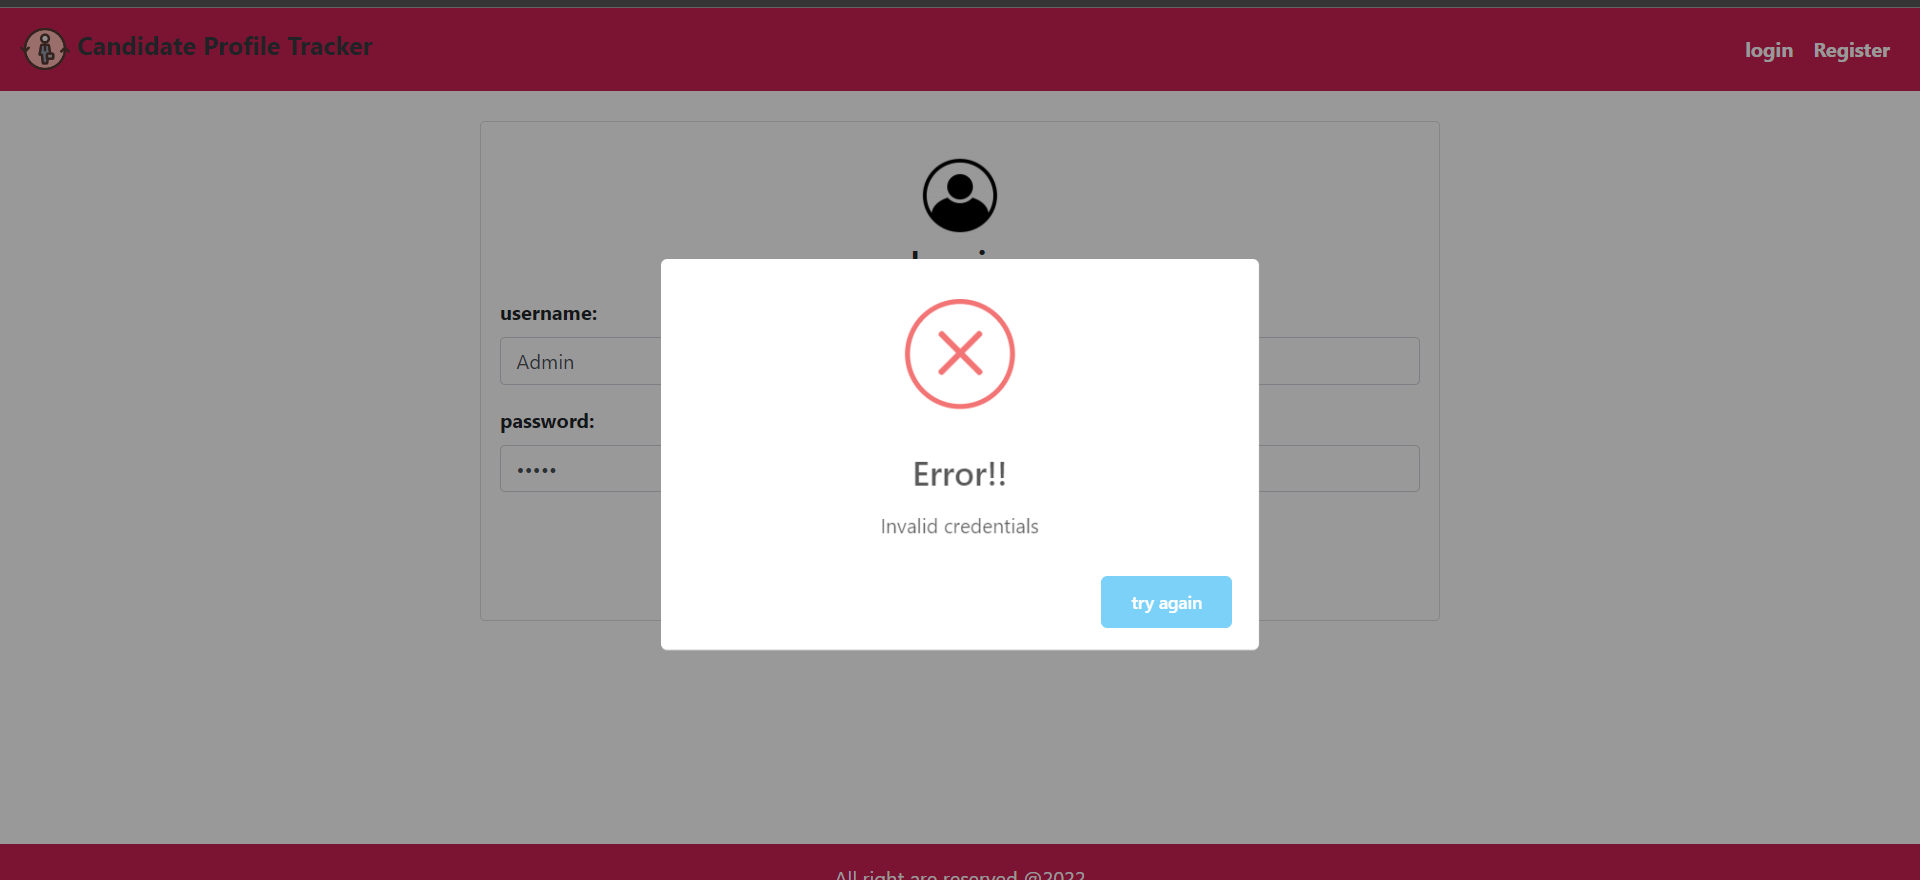 Candidate Profile Tracker
login Register
username:
Admin
password:
•••••
Error!!
Invalid credentials
try again
All right are reserved @2022